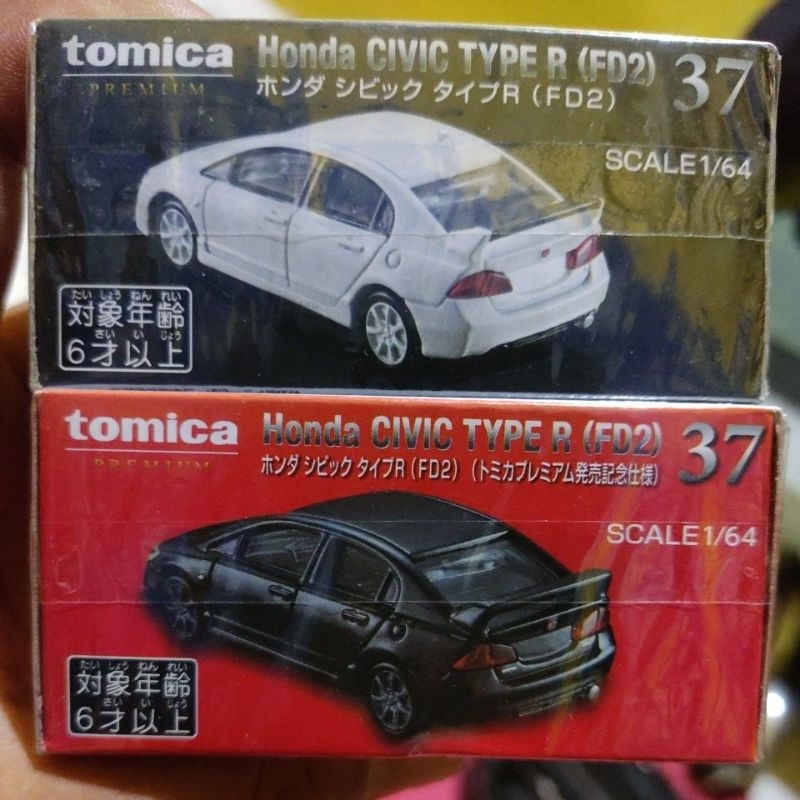 tomica
PREMIUM
Honda CIVIC TYPE R (FD2)
ホンダ シビック タイプR (FD2)
37
SCALE1/64
たいしょうねんれい
対象年齢
さいいじょう
6才以上
tomica
PREMIUM
Honda CIVIC TYPE R (FD2)
ホンダ シビック タイプR (FD2) (トミカプレミアム発売記念仕様)
37
SCALE1/64
たいしょうねんれい
対象年齢
さいいじょう
6才以上